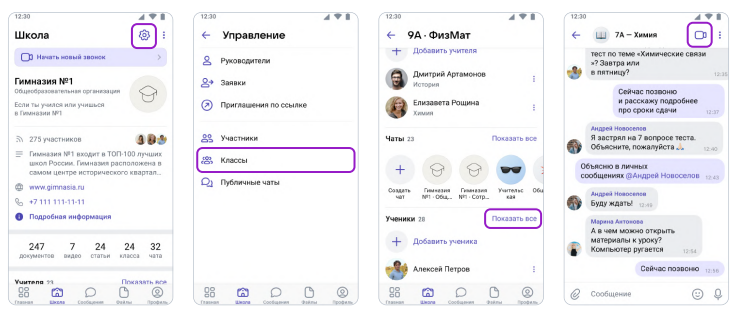 12:30
Школа
Начать новый звонок
Гимназия №1
Общеобразовательная организация
Если ты учился или учишься
в Гимназии №1
275 участников
Гимназия №1 входит в ТОП-100 лучших
школ России. Гимназия расположена в
самом центре исторического квартал...
www.gimnasia.ru
+7 111 111-11-11
Подробная информация
247 7 24 24 32
документов видео статьи класса чата
Учителя 23 Показать все
Главная Школа Сообщения Файлы Профиль
12:30
Управление
Руководители
Заявки
Приглашения по ссылке
Участники
Классы
Публичные чаты
Главная Школа Сообщения Файлы Профиль
12:30
9А · ФизМат
Добавить учителя
Дмитрий Артамонов
История
Елизавета Рощина
Химия
Чаты 23 Показать все
Создать чат
Гимназия №1 · Общ...
Гимназия №1 · Сотр...
Учительс кая
Общ
Ученики 28 Показать все
Добавить ученика
Алексей Петров
Главная Школа Сообщения Файлы Профиль
12:30
7А — Химия
тест по теме «Химические связи
»? Завтра или
в пятницу? 12:35
Сейчас позвоню
и расскажу подробнее
про сроки сдачи 12:37
Андрей Новоселов
Я застрял на 7 вопросе теста.
Объясните, пожалуйста 🙏 12:40
Объясню в личных
сообщениях @Андрей Новоселов 12:43
Андрей Новоселов
Буду ждать! 12:49
Марина Антонова
А в чем можно открыть
материалы к уроку?
Компьютер ругается 12:54
Сейчас позвоню 12:56
Сообщение